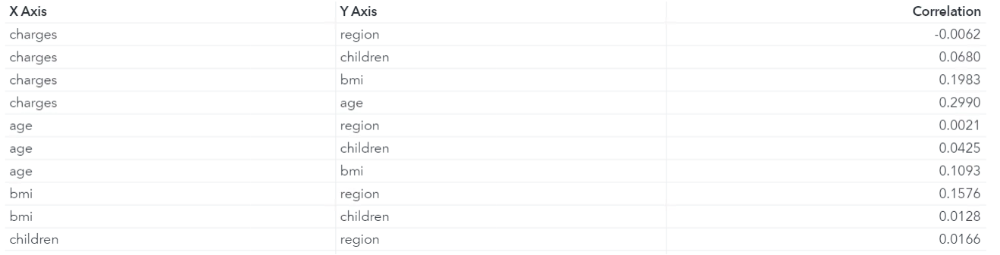 X Axis Y Axis Correlation
charges region -0.0062
charges children 0.0680
charges bmi 0.1983
charges age 0.2990
age region 0.0021
age children 0.0425
age bmi 0.1093
bmi region 0.1576
bmi children 0.0128
children region 0.0166